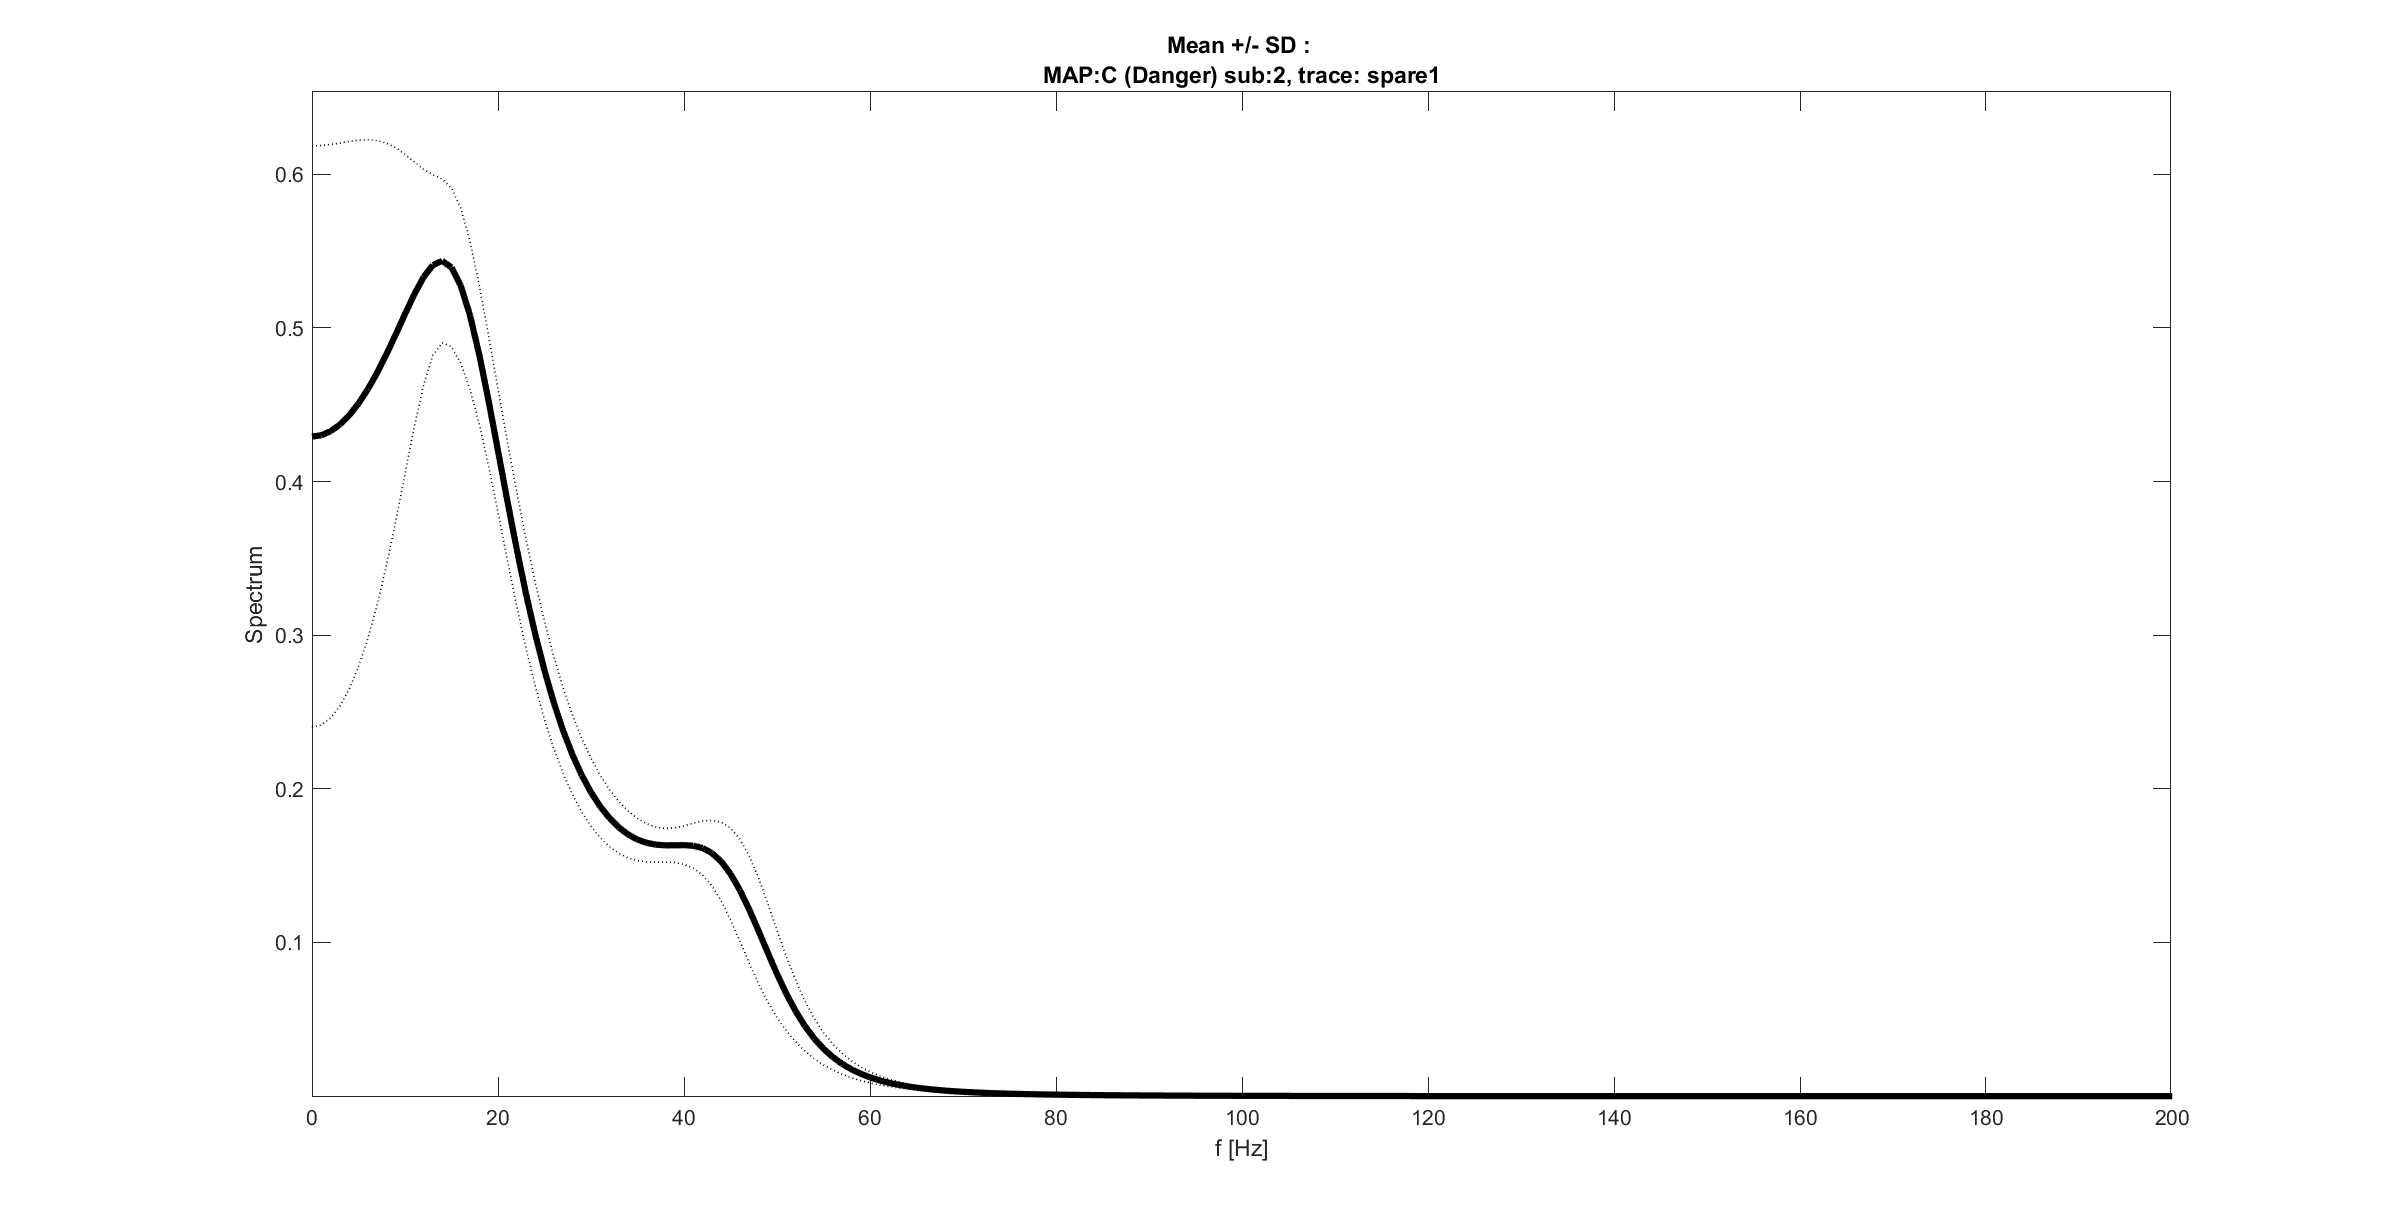 Mean +/- SD :
MAP:C (Danger) sub:2, trace: spare1
0.6
0.5
0.4
0.3
0.2
0.1
Spectrum
0 20 40 60 80 100 120 140 160 180 200
f [Hz]